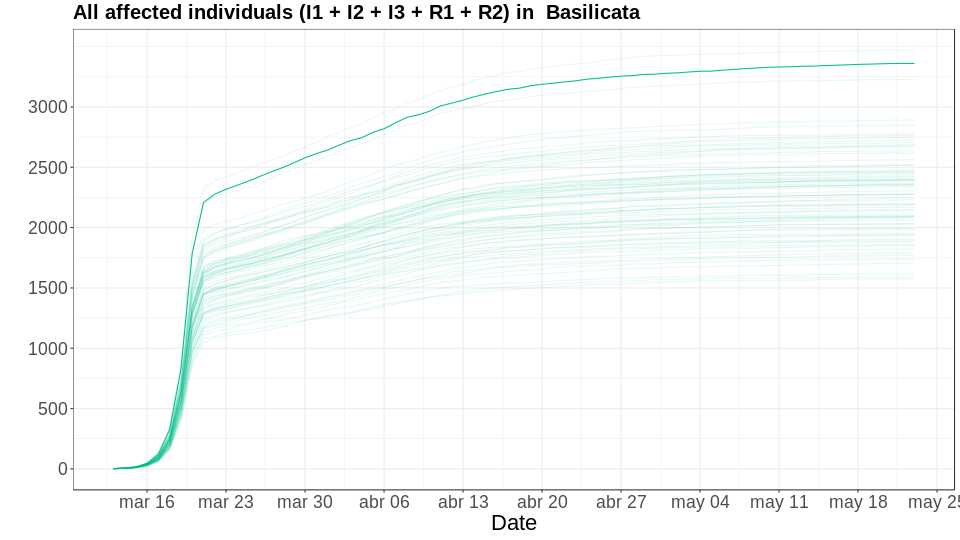 All affected individuals (I1 + I2 + I3 + R1 + R2) in  Basilicata
3000
2500
2000
1500
1000
500
0
mar 16 mar 23 mar 30 abr 06 abr 13 abr 20 abr 27 may 04 may 11 may 18 may 25
Date